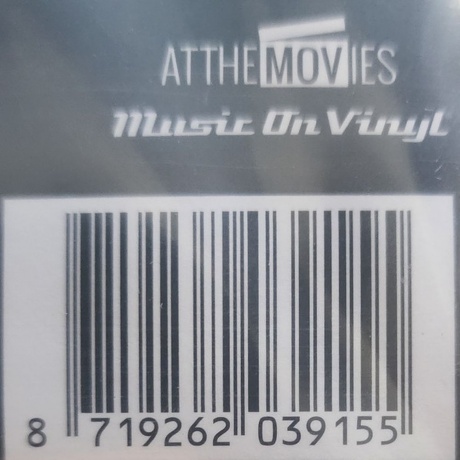 ATTHEMOVIES
Music On Vinyl
8 719262 039155